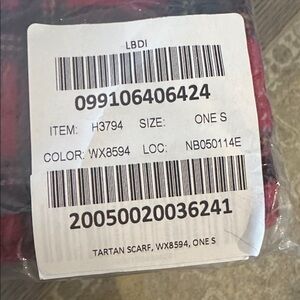 LBDI
099106406424
ITEM: H3794 SIZE: ONE S
COLOR: WX8594 LOC: NB050114E
20050020036241
TARTAN SCARF, WX8594, ONE S